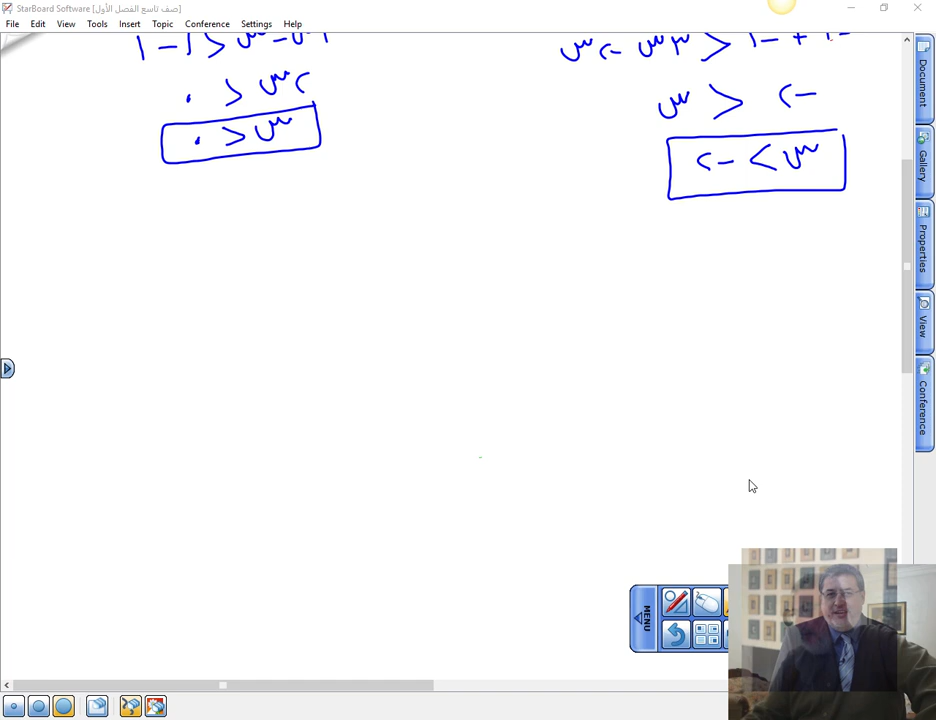 StarBoard Software [صف تاسع الفصل الأول]
File Edit View Tools Insert Topic Conference Settings Help
س > -٢
-٢ < س
٢س < ٠
س < ٠
Document
Gallery
Properties
View
Conference
MENU